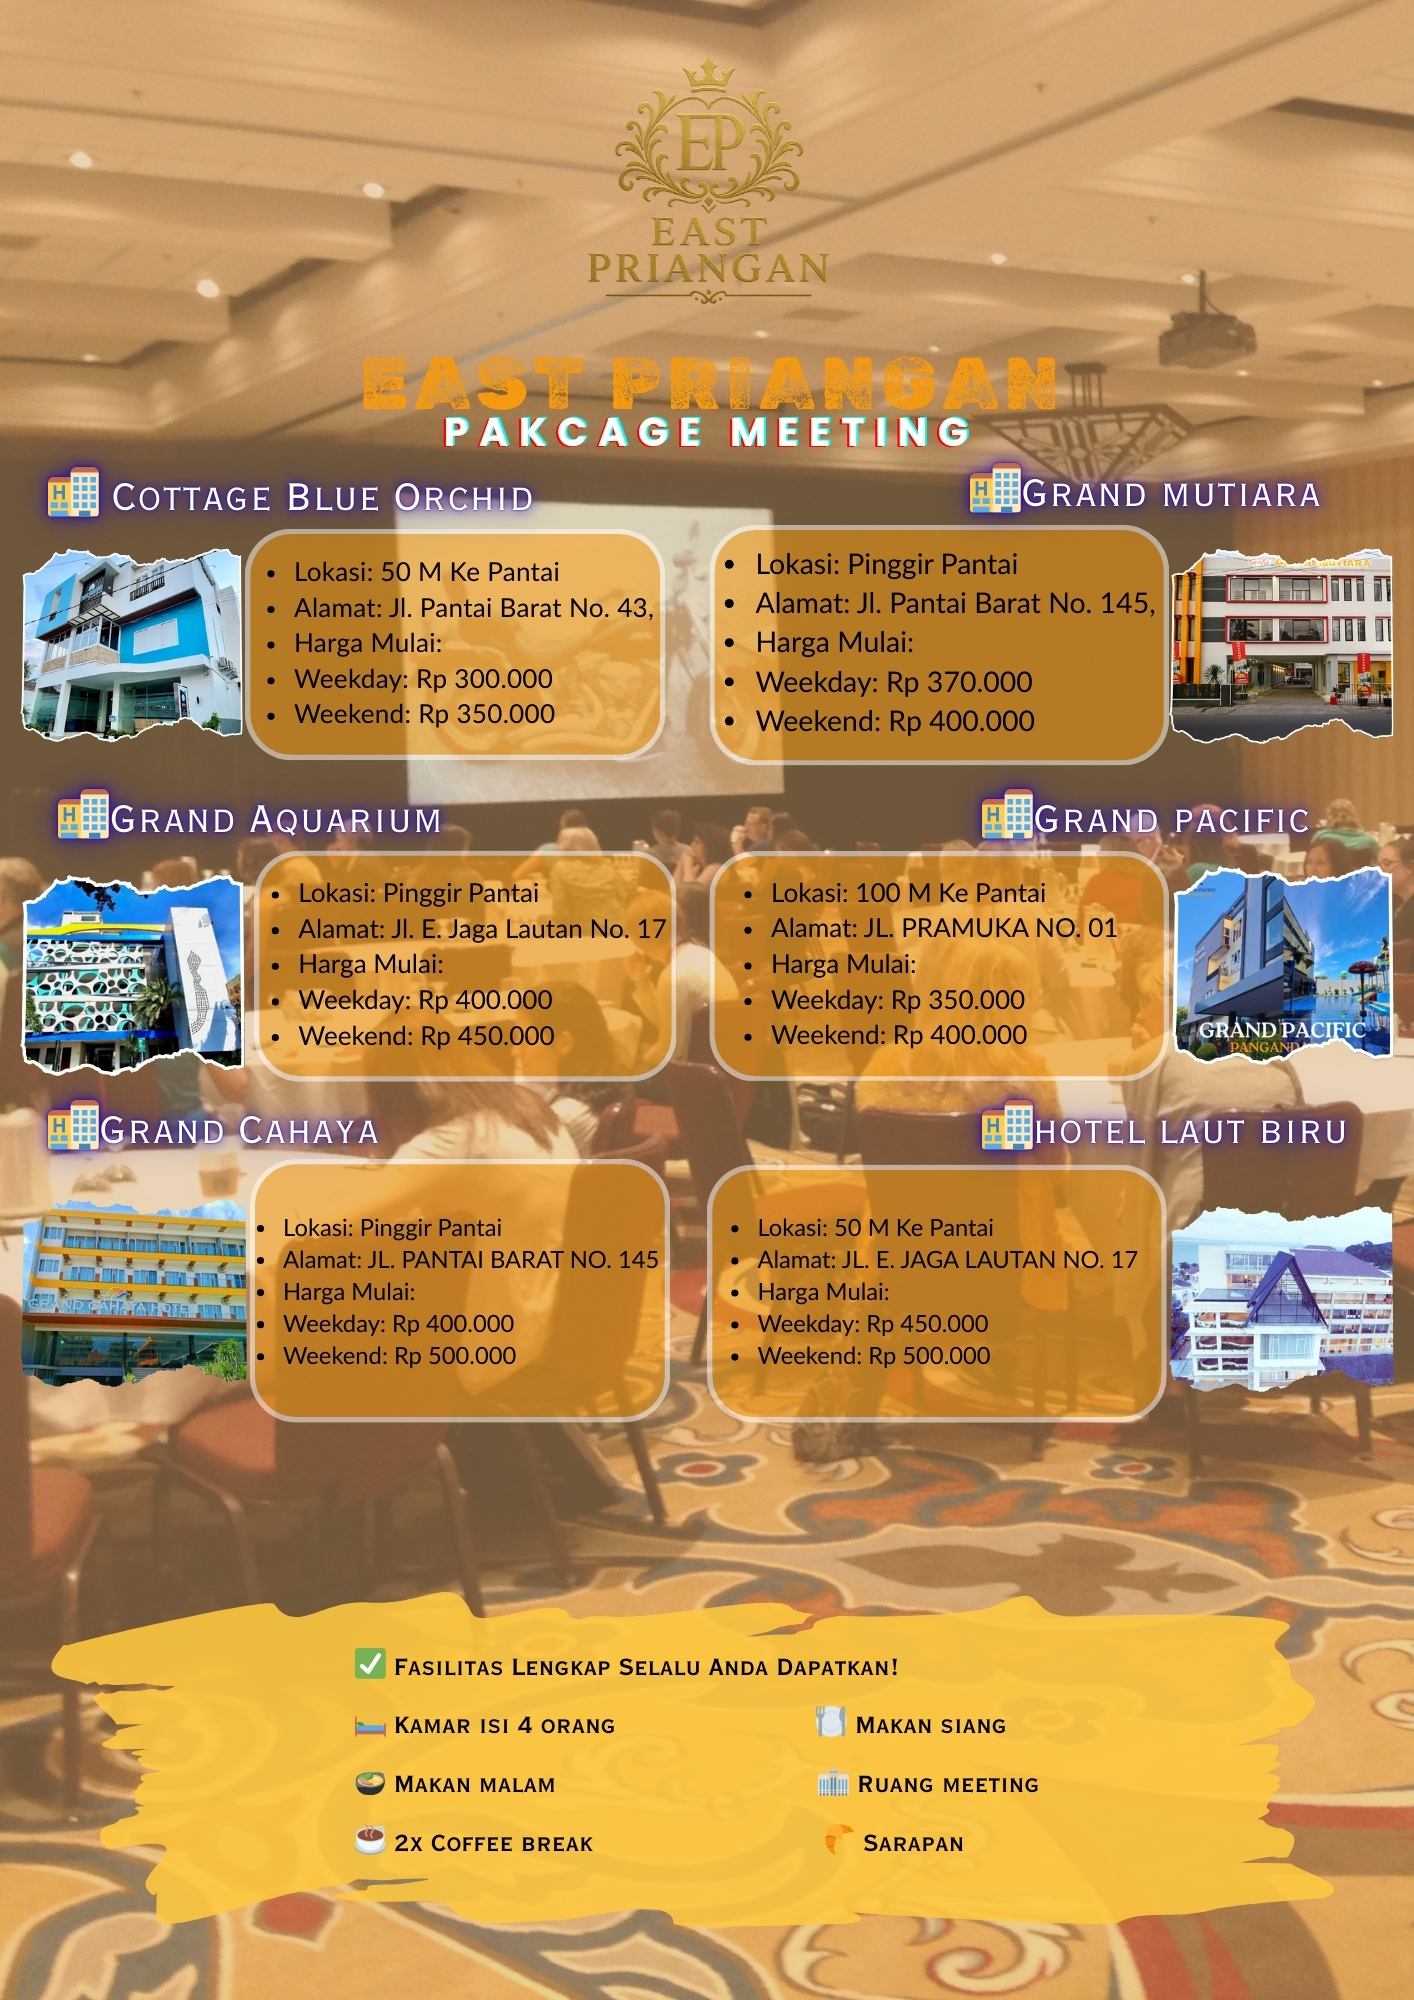 EP
EAST
PRIANGAN
EAST PRIANGAN
PAKCAGE MEETING
H COTTAGE BLUE ORCHID
• Lokasi: 50 M Ke Pantai
• Alamat: Jl. Pantai Barat No. 43,
• Harga Mulai:
• Weekday: Rp 300.000
• Weekend: Rp 350.000
H GRAND MUTIARA
• Lokasi: Pinggir Pantai
• Alamat: Jl. Pantai Barat No. 145,
• Harga Mulai:
• Weekday: Rp 370.000
• Weekend: Rp 400.000
GRAND MUTIARA
H GRAND AQUARIUM
• Lokasi: Pinggir Pantai
• Alamat: Jl. E. Jaga Lautan No. 17
• Harga Mulai:
• Weekday: Rp 400.000
• Weekend: Rp 450.000
H GRAND PACIFIC
• Lokasi: 100 M Ke Pantai
• Alamat: JL. PRAMUKA NO. 01
• Harga Mulai:
• Weekday: Rp 350.000
• Weekend: Rp 400.000
GRAND PACIFIC
H GRAND CAHAYA
• Lokasi: Pinggir Pantai
• Alamat: JL. PANTAI BARAT NO. 145
• Harga Mulai:
• Weekday: Rp 400.000
• Weekend: Rp 500.000
GRAND CAHAYA HOTEL
H HOTEL LAUT BIRU
• Lokasi: 50 M Ke Pantai
• Alamat: JL. E. JAGA LAUTAN NO. 17
• Harga Mulai:
• Weekday: Rp 450.000
• Weekend: Rp 500.000
FASILITAS LENGKAP SELALU ANDA DAPATKAN!
KAMAR ISI 4 ORANG
MAKAN SIANG
MAKAN MALAM
RUANG MEETING
2X COFFEE BREAK
SARAPAN